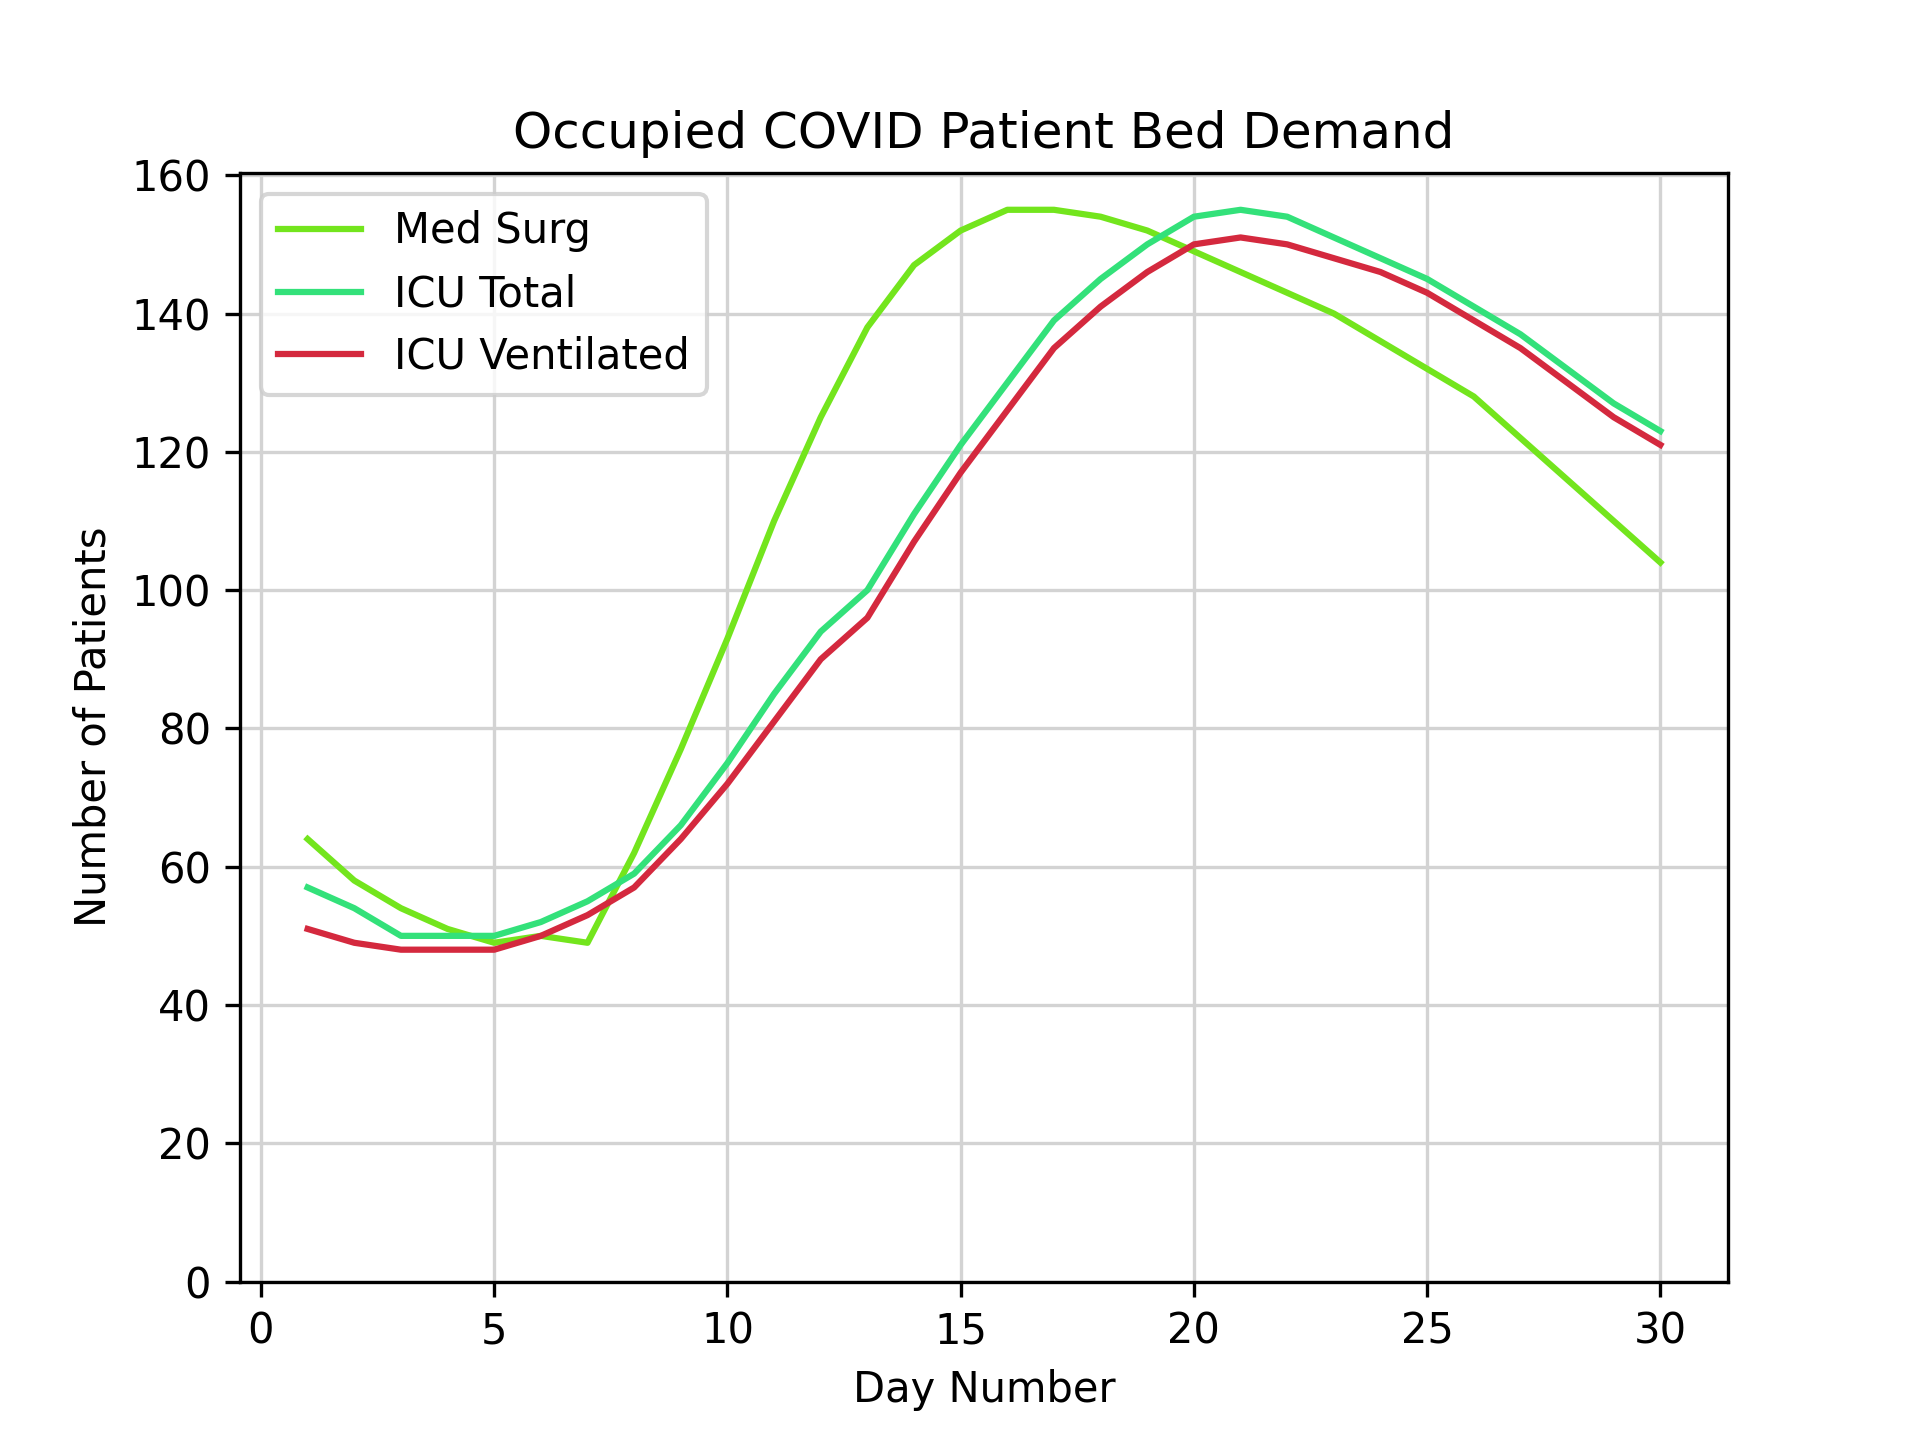 Occupied COVID Patient Bed Demand
Med Surg
ICU Total
ICU Ventilated
Number of Patients
160
140
120
100
80
60
40
20
0
0 5 10 15 20 25 30
Day Number